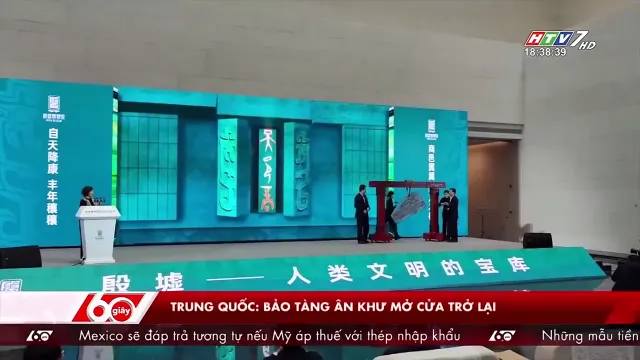 HTV7 HD
18:38:39
自天降康 丰年穰穰
殷墟——人类文明的宝库
60 giây
TRUNG QUỐC: BẢO TÀNG ÂN KHƯ MỞ CỬA TRỞ LẠI
Mexico sẽ đáp trả tương tự nếu Mỹ áp thuế với thép nhập khẩu
Những mẫu tiền